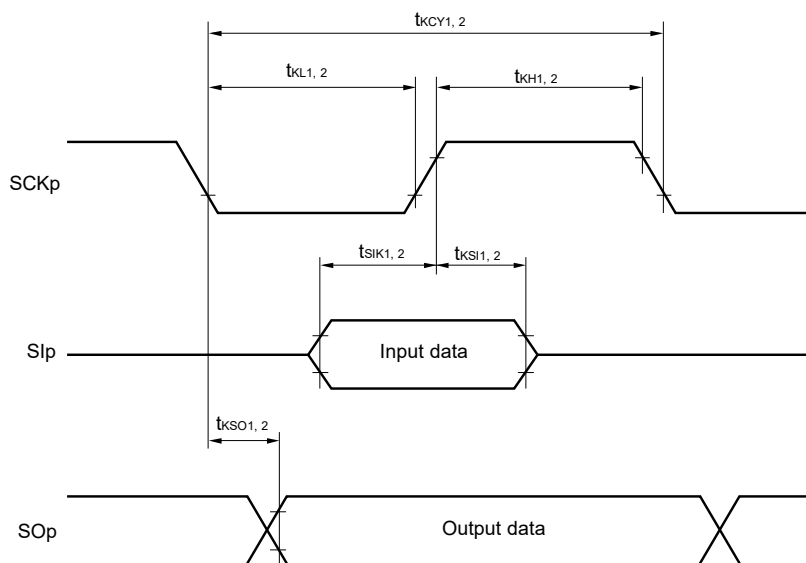 tKCY1, 2
tKL1, 2
tKH1, 2
SCKp
tSIK1, 2
tKSI1, 2
SIp
Input data
tKSO1, 2
SOp
Output data